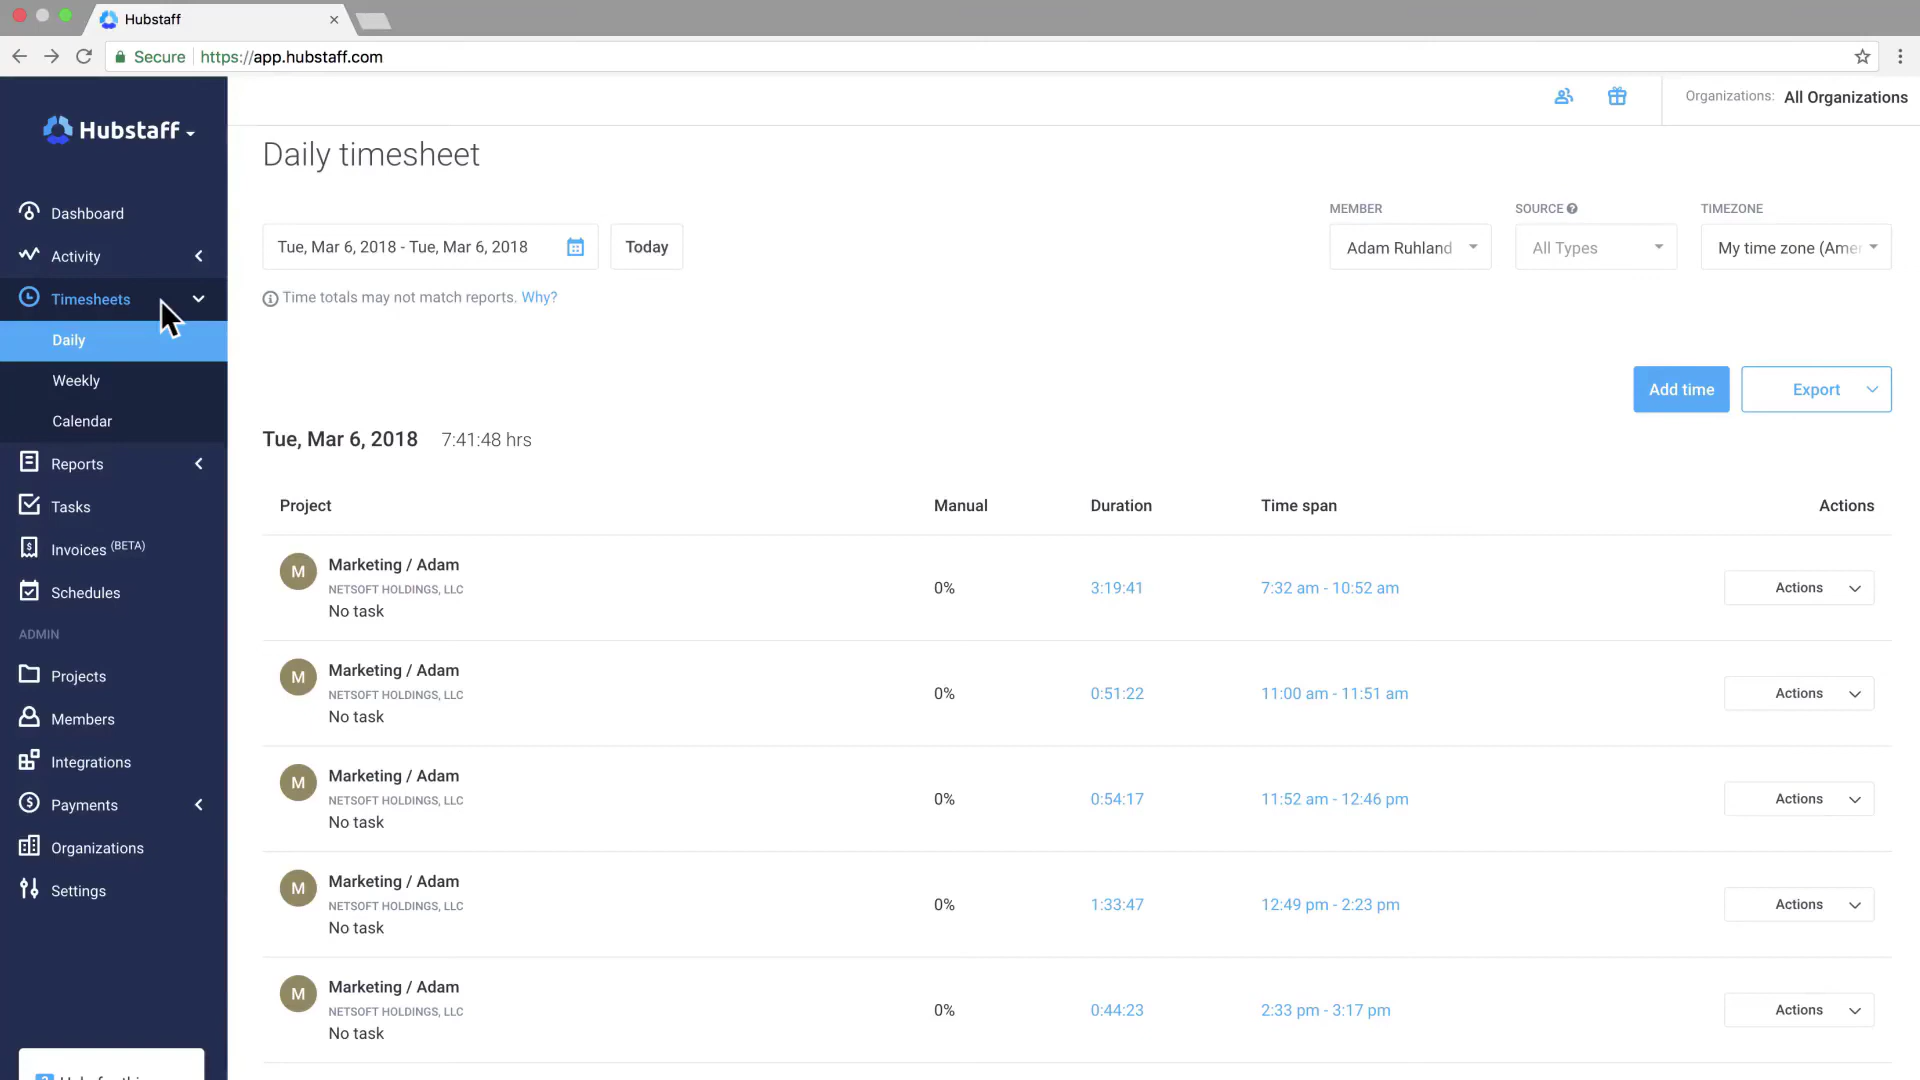 Hubstaff
Secure https://app.hubstaff.com
Organizations: All Organizations
Hubstaff
Dashboard
Activity
Timesheets
Daily
Weekly
Calendar
Reports
Tasks
Invoices (BETA)
Schedules
ADMIN
Projects
Members
Integrations
Payments
Organizations
Settings
Daily timesheet
MEMBER SOURCE TIMEZONE
Tue, Mar 6, 2018 - Tue, Mar 6, 2018 Today Adam Ruhland All Types My time zone (Amer
Time totals may not match reports. Why?
Add time Export
Tue, Mar 6, 2018 7:41:48 hrs
Project Manual Duration Time span Actions
M Marketing / Adam
NETSOFT HOLDINGS, LLC
No task
0% 3:19:41 7:32 am - 10:52 am Actions
M Marketing / Adam
NETSOFT HOLDINGS, LLC
No task
0% 0:51:22 11:00 am - 11:51 am Actions
M Marketing / Adam
NETSOFT HOLDINGS, LLC
No task
0% 0:54:17 11:52 am - 12:46 pm Actions
M Marketing / Adam
NETSOFT HOLDINGS, LLC
No task
0% 1:33:47 12:49 pm - 2:23 pm Actions
M Marketing / Adam
NETSOFT HOLDINGS, LLC
No task
0% 0:44:23 2:33 pm - 3:17 pm Actions